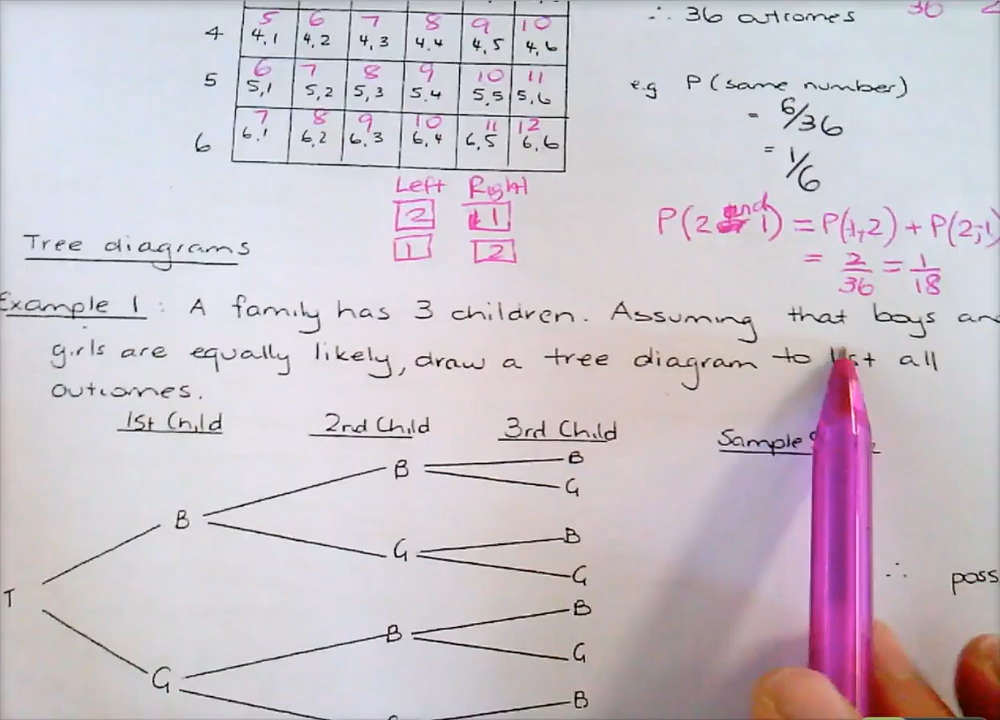 ∴ 36 outcomes 36
5 6 7 8 9 10
4 4,1 4,2 4,3 4,4 4,5 4,6
6 7 8 9 10 11
5 5,1 5,2 5,3 5,4 5,5 5,6
e.g P(same number)
= 6/36
= 1/6
7 8 9 10 11 12
6 6,1 6,2 6,3 6,4 6,5 6,6
Left Right
2 1
1 2
P(2 and 1) = P(1,2) + P(2,1)
= 2/36 = 1/18
Tree diagrams
Example 1: A family has 3 children. Assuming that boys an
girls are equally likely, draw a tree diagram to list all
outcomes.
1st Child 2nd Child 3rd Child Sample
B B B
G
G B
G
T
G B B
G
B
∴ poss